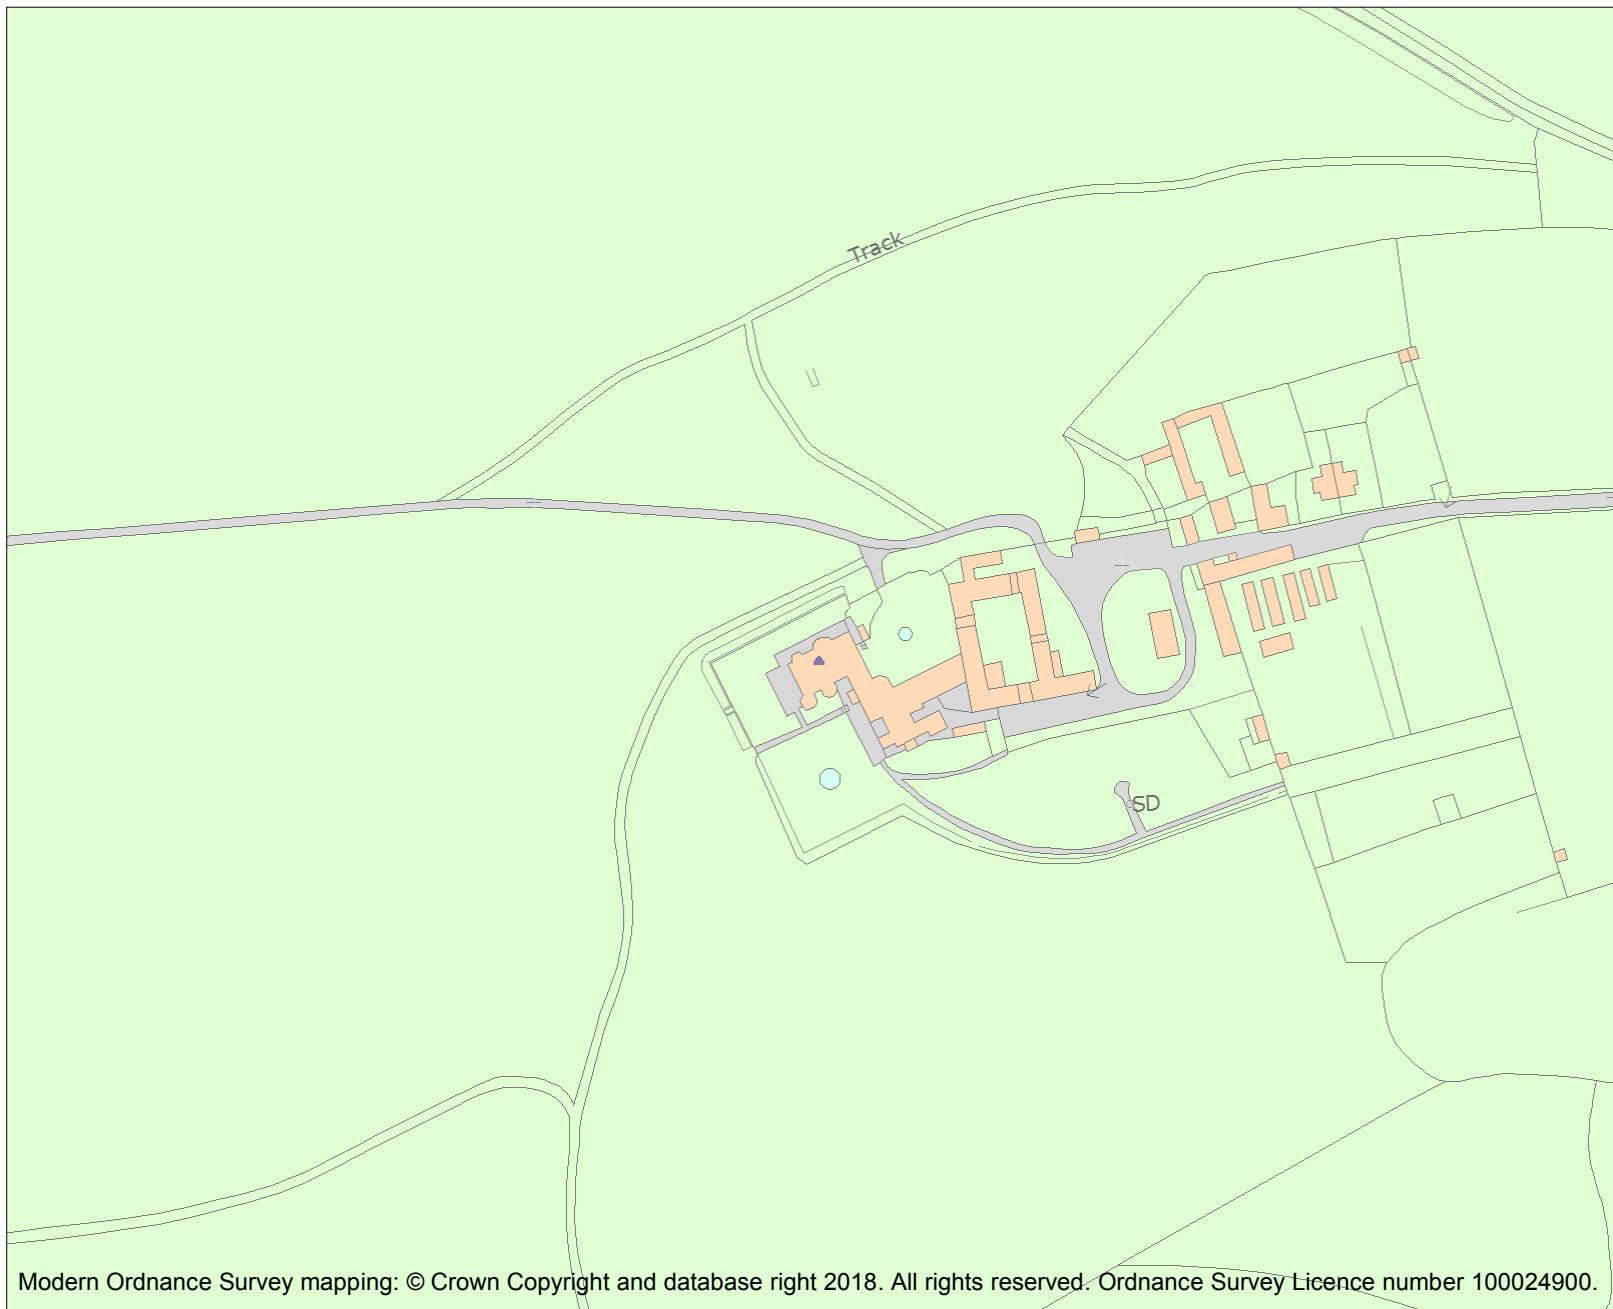 Track
SD
Modern Ordnance Survey mapping: © Crown Copyright and database right 2018. All rights reserved. Ordnance Survey Licence number 100024900.